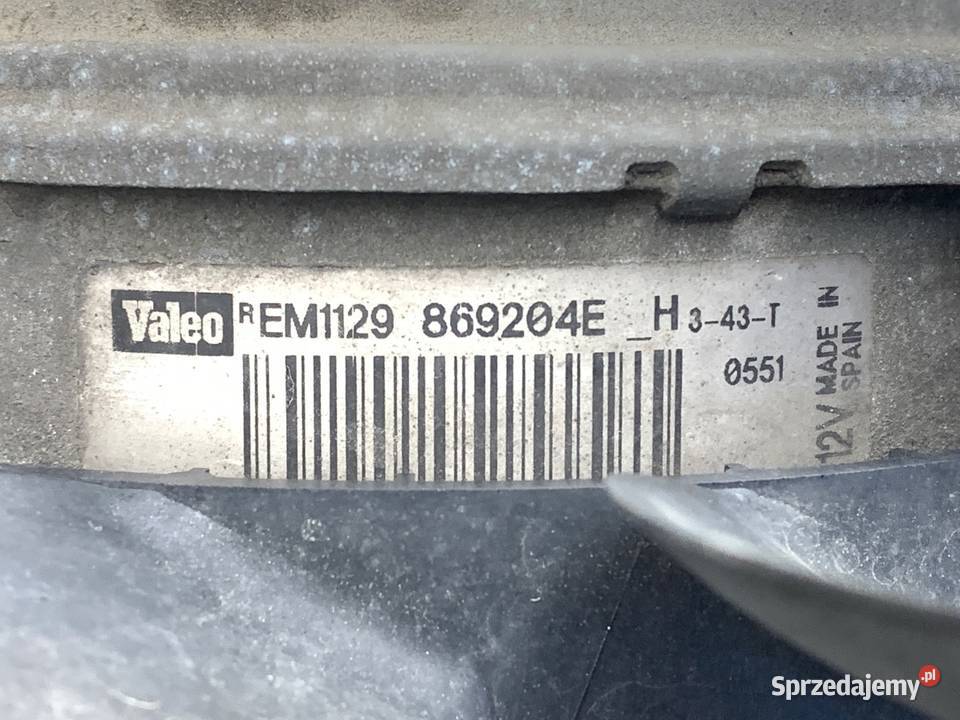 Valeo REM1129 869204E _H 3-43-T
0551
12V MADE IN
SPAIN
Sprzedajemy.pl